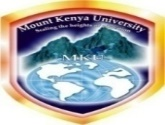 Mount Kenya University
Scaling the heights
MKU